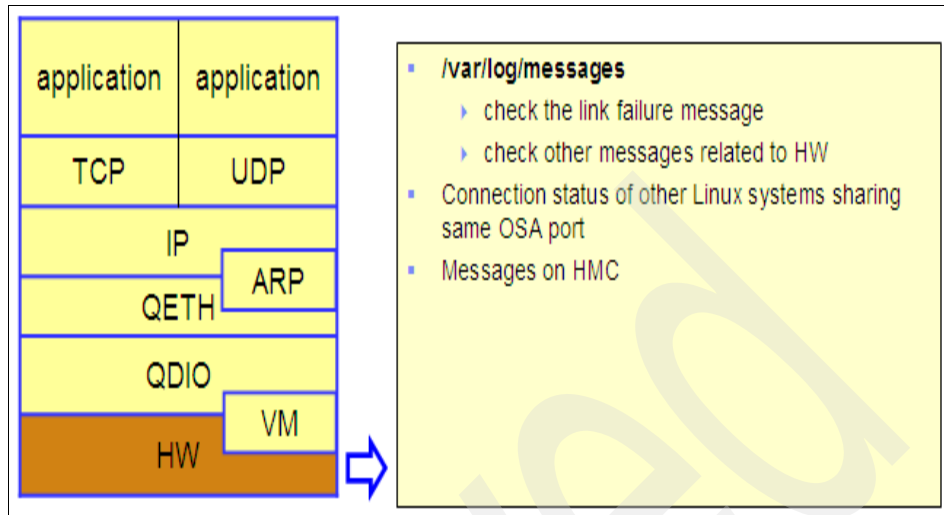 application application
TCP UDP
IP
ARP
QETH
QDIO
VM
HW
/var/log/messages
check the link failure message
check other messages related to HW
Connection status of other Linux systems sharing
same OSA port
Messages on HMC